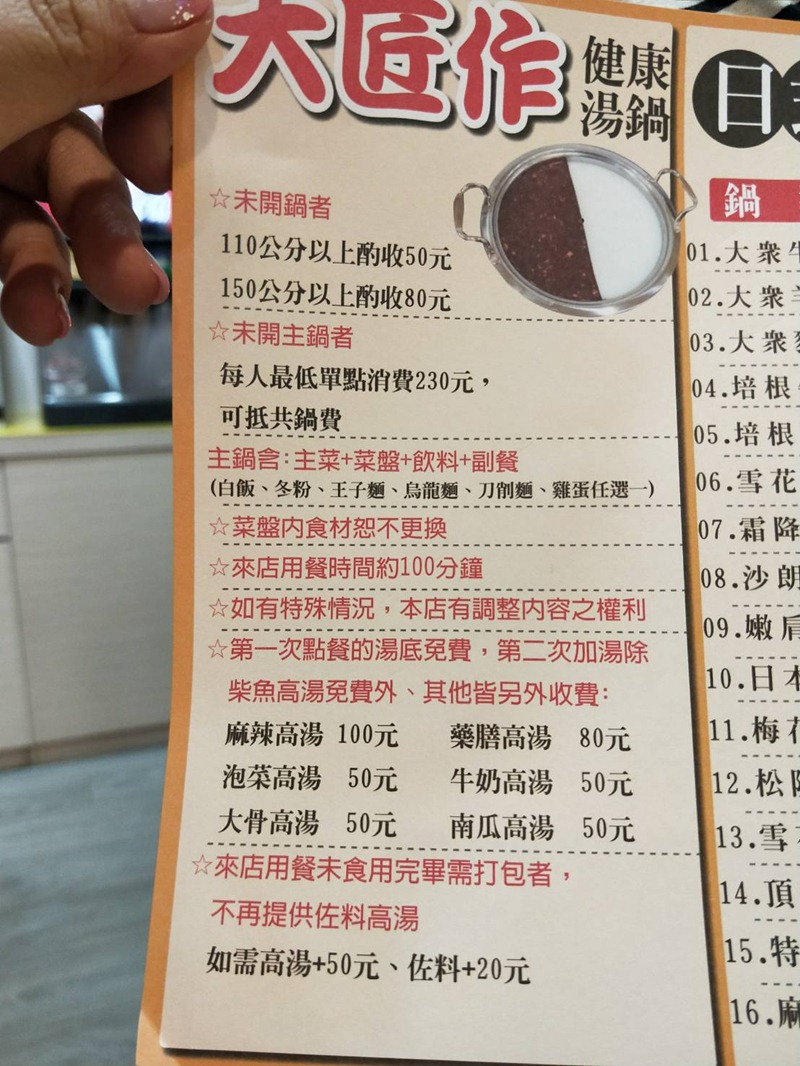 大匠作
健康
湯鍋
☆未開鍋者
110公分以上酌收50元
150公分以上酌收80元
☆未開主鍋者
每人最低單點消費230元，
可抵共鍋費
主鍋含:主菜+菜盤+飲料+副餐
(白飯、冬粉、王子麵、烏龍麵、刀削麵、雞蛋任選一)
☆菜盤內食材恕不更換
☆來店用餐時間約100分鐘
☆如有特殊情況，本店有調整內容之權利
☆第一次點餐的湯底免費，第二次加湯除
柴魚高湯免費外、其他皆另外收費:
麻辣高湯 100元 藥膳高湯 80元
泡菜高湯 50元 牛奶高湯 50元
大骨高湯 50元 南瓜高湯 50元
☆來店用餐未食用完畢需打包者，
不再提供佐料高湯
如需高湯+50元、佐料+20元
日
鍋
01.大衆牛
02.大衆羊
03.大衆
04.培根
05.培根
06.雪花
07.霜降
08.沙朗
09.嫩肩
10.日本
11.梅花
12.松阪
13.雪花
14.頂
15.特
16.麻